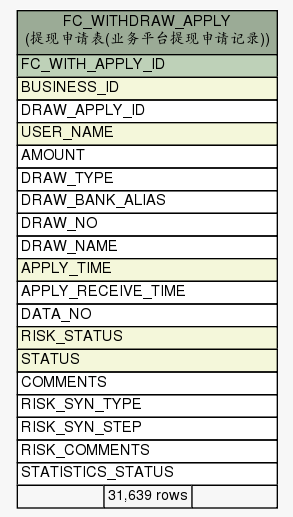 FC_WITHDRAW_APPLY
(提现申请表(业务平台提现申请记录))
FC_WITH_APPLY_ID
BUSINESS_ID
DRAW_APPLY_ID
USER_NAME
AMOUNT
DRAW_TYPE
DRAW_BANK_ALIAS
DRAW_NO
DRAW_NAME
APPLY_TIME
APPLY_RECEIVE_TIME
DATA_NO
RISK_STATUS
STATUS
COMMENTS
RISK_SYN_TYPE
RISK_SYN_STEP
RISK_COMMENTS
STATISTICS_STATUS
31,639 rows